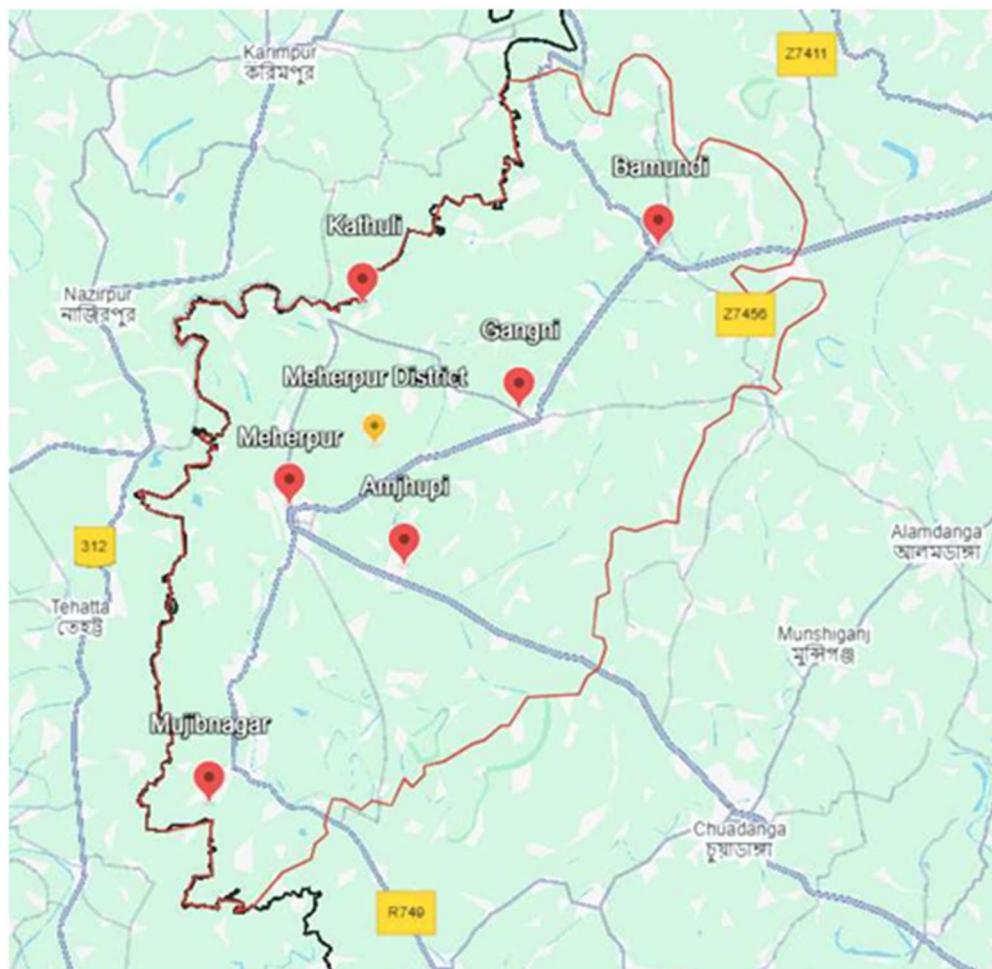 Karimpur
করিমপুর
Z7411
Bamundi
Kathuli
Nazirpur
নাজিরপুর
Z7456
Gangni
Meherpur District
Meherpur
Amjhupi
312
Alamdanga
আলমডাঙ্গা
Tehatta
তেহট্ট
Munshiganj
মুন্সিগঞ্জ
Mujibnagar
Chuadanga
চুয়াডাঙ্গা
R749